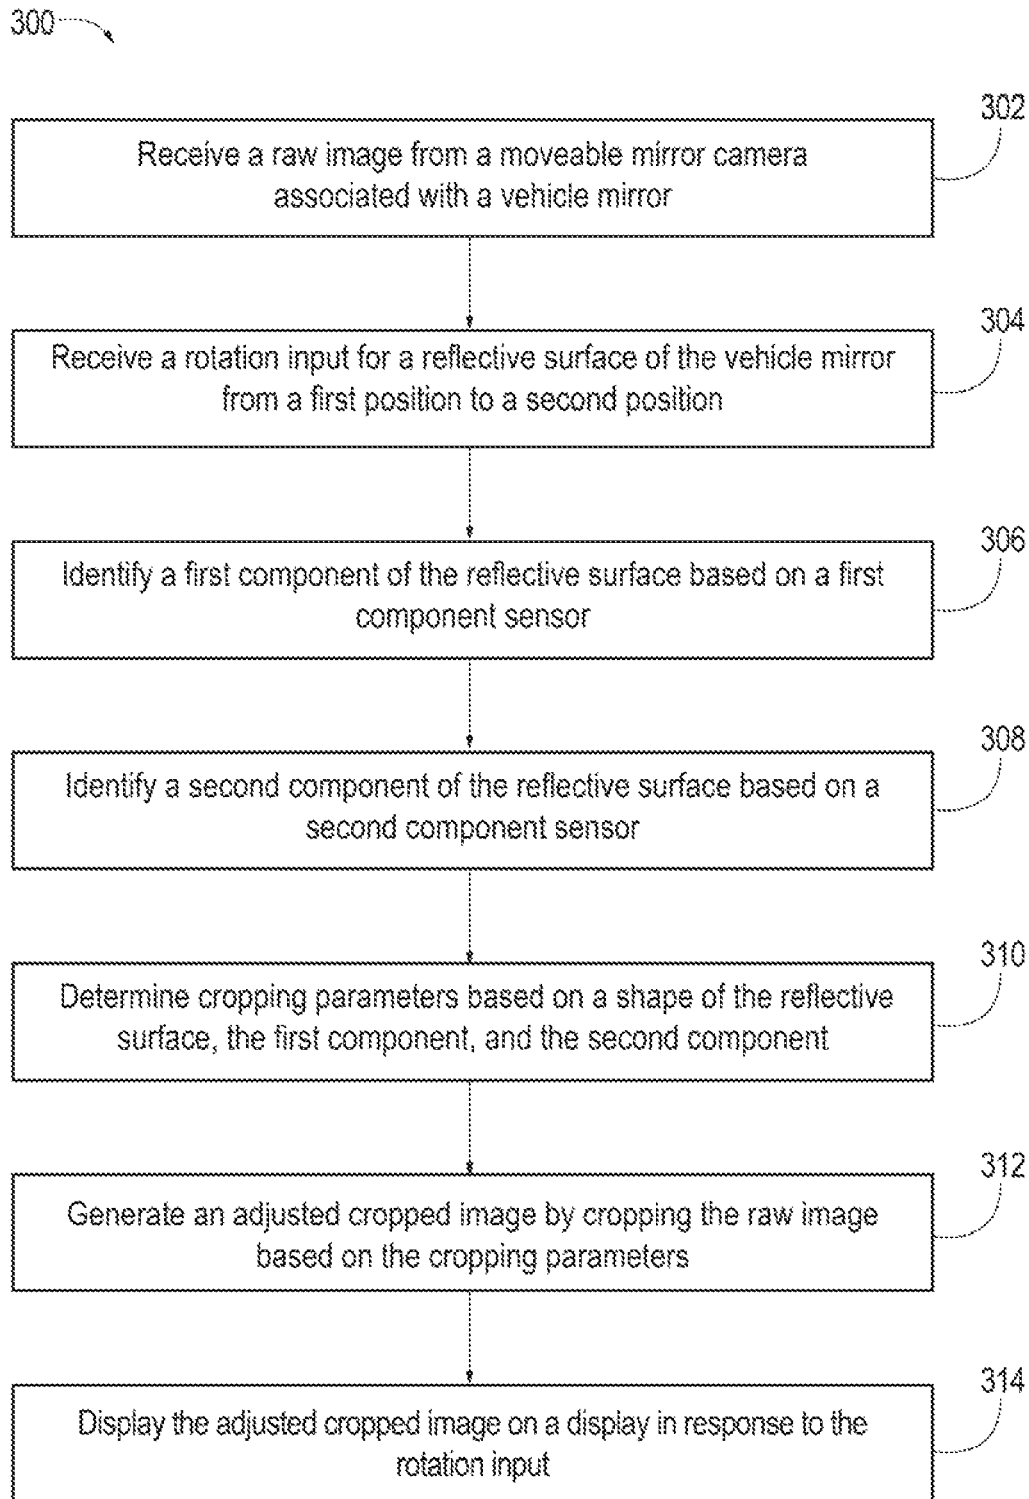 300
302
Receive a raw image from a moveable mirror camera
associated with a vehicle mirror
304
Receive a rotation input for a reflective surface of the vehicle mirror
from a first position to a second position
306
Identify a first component of the reflective surface based on a first
component sensor
308
Identify a second component of the reflective surface based on a
second component sensor
310
Determine cropping parameters based on a shape of the reflective
surface, the first component, and the second component
312
Generate an adjusted cropped image by cropping the raw image
based on the cropping parameters
314
Display the adjusted cropped image on a display in response to the
rotation input